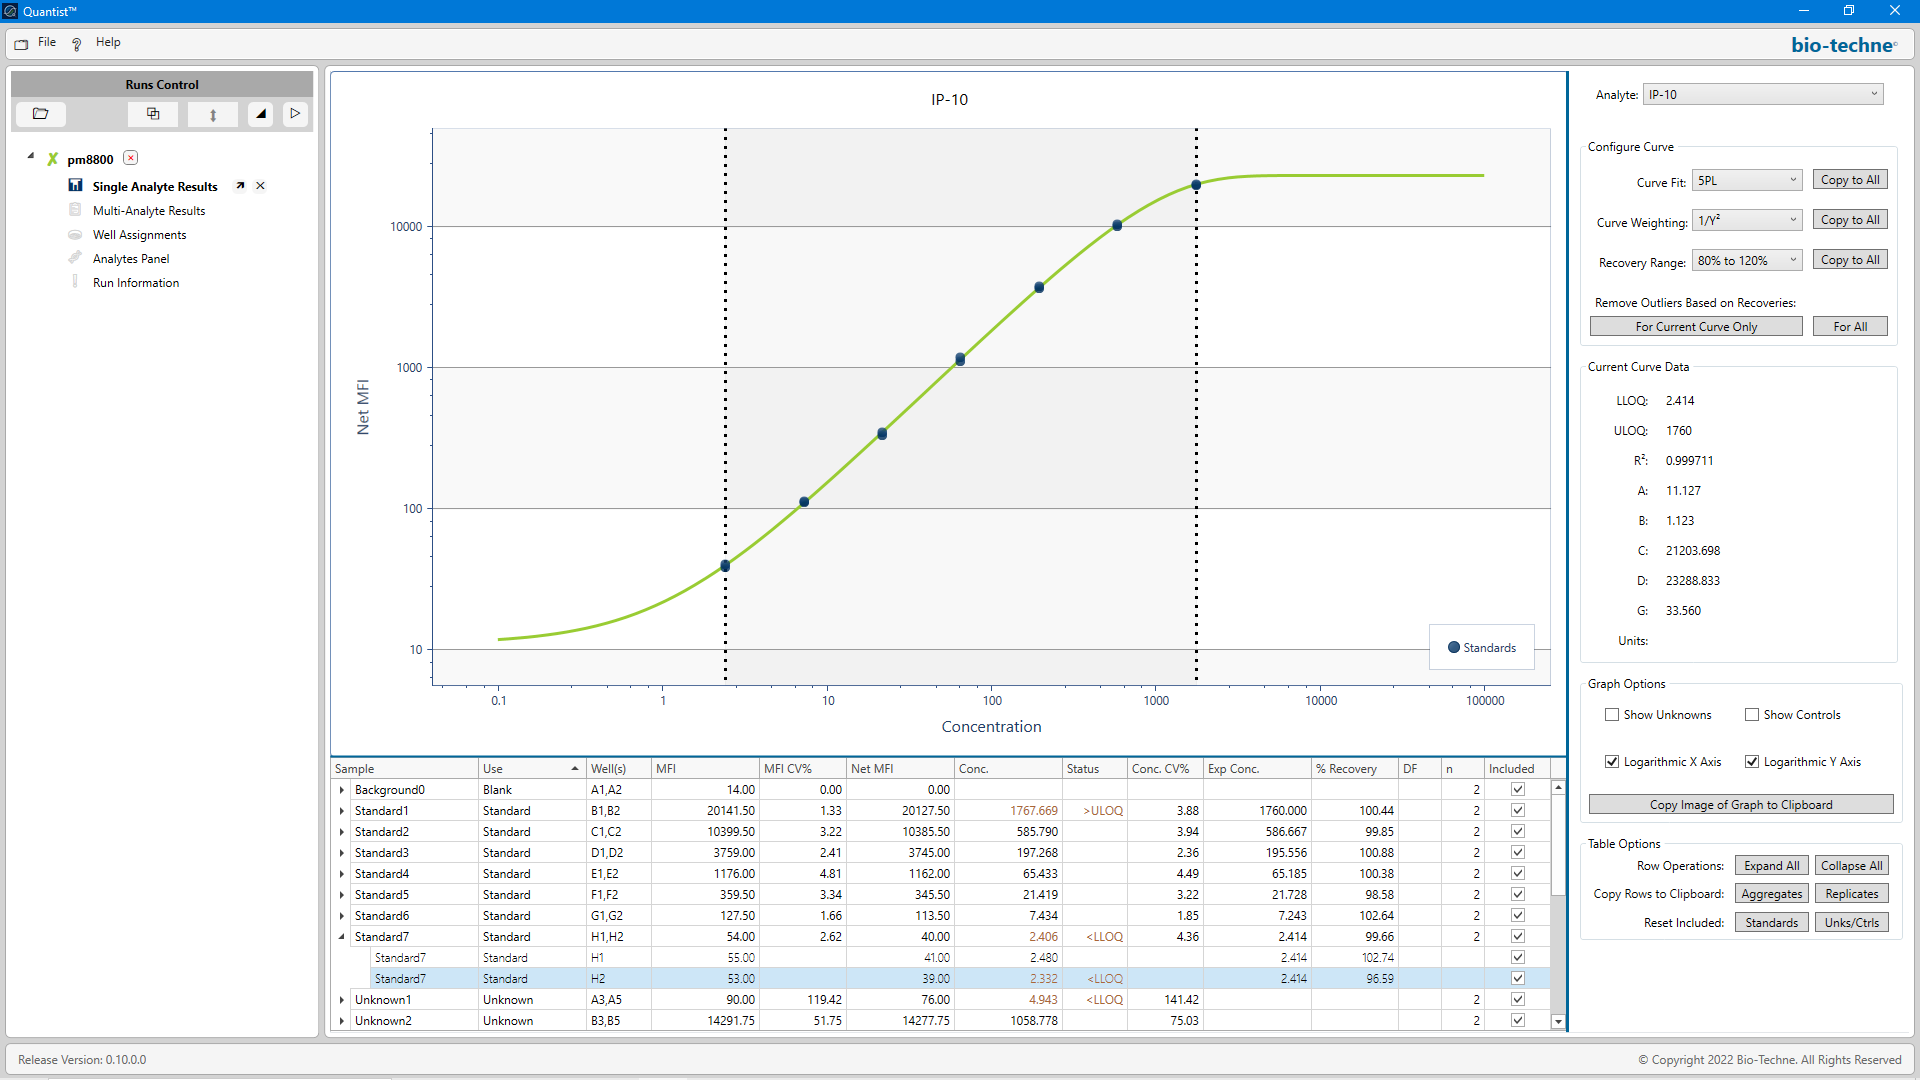 Quantist™
File Help
bio-techne
Runs Control
pm8800
Single Analyte Results
Multi-Analyte Results
Well Assignments
Analytes Panel
Run Information
IP-10
Net MFI
10000
1000
100
10
0.1 1 10 100 1000 10000 100000
Concentration
Standards
Sample Use Well(s) MFI MFI CV% Net MFI Conc. Status Conc. CV% Exp Conc. % Recovery DF n Included
Background0 Blank A1,A2 14.00 0.00 0.00 2
Standard1 Standard B1,B2 20141.50 1.33 20127.50 1767.669 >ULOQ 3.88 1760.000 100.44 2
Standard2 Standard C1,C2 10399.50 3.22 10385.50 585.790 3.94 586.667 99.85 2
Standard3 Standard D1,D2 3759.00 2.41 3745.00 197.268 2.36 195.556 100.88 2
Standard4 Standard E1,E2 1176.00 4.81 1162.00 65.433 4.49 65.185 100.38 2
Standard5 Standard F1,F2 359.50 3.34 345.50 21.419 3.22 21.728 98.58 2
Standard6 Standard G1,G2 127.50 1.66 113.50 7.434 1.85 7.243 102.64 2
Standard7 Standard H1,H2 54.00 2.62 40.00 2.406 <LLOQ 4.36 2.414 99.66 2
Standard7 Standard H1 55.00 41.00 2.480 2.414 102.74
Standard7 Standard H2 53.00 39.00 2.332 <LLOQ 2.414 96.59
Unknown1 Unknown A3,A5 90.00 119.42 76.00 4.943 <LLOQ 141.42 2
Unknown2 Unknown B3,B5 14291.75 51.75 14277.75 1058.778 75.03 2
Analyte: IP-10
Configure Curve
Curve Fit: 5PL Copy to All
Curve Weighting: 1/Y² Copy to All
Recovery Range: 80% to 120% Copy to All
Remove Outliers Based on Recoveries:
For Current Curve Only For All
Current Curve Data
LLOQ: 2.414
ULOQ: 1760
R²: 0.999711
A: 11.127
B: 1.123
C: 21203.698
D: 23288.833
G: 33.560
Units:
Graph Options
Show Unknowns Show Controls
Logarithmic X Axis Logarithmic Y Axis
Copy Image of Graph to Clipboard
Table Options
Row Operations: Expand All Collapse All
Copy Rows to Clipboard: Aggregates Replicates
Reset Included: Standards Unks/Ctrls
Release Version: 0.10.0.0
© Copyright 2022 Bio-Techne. All Rights Reserved